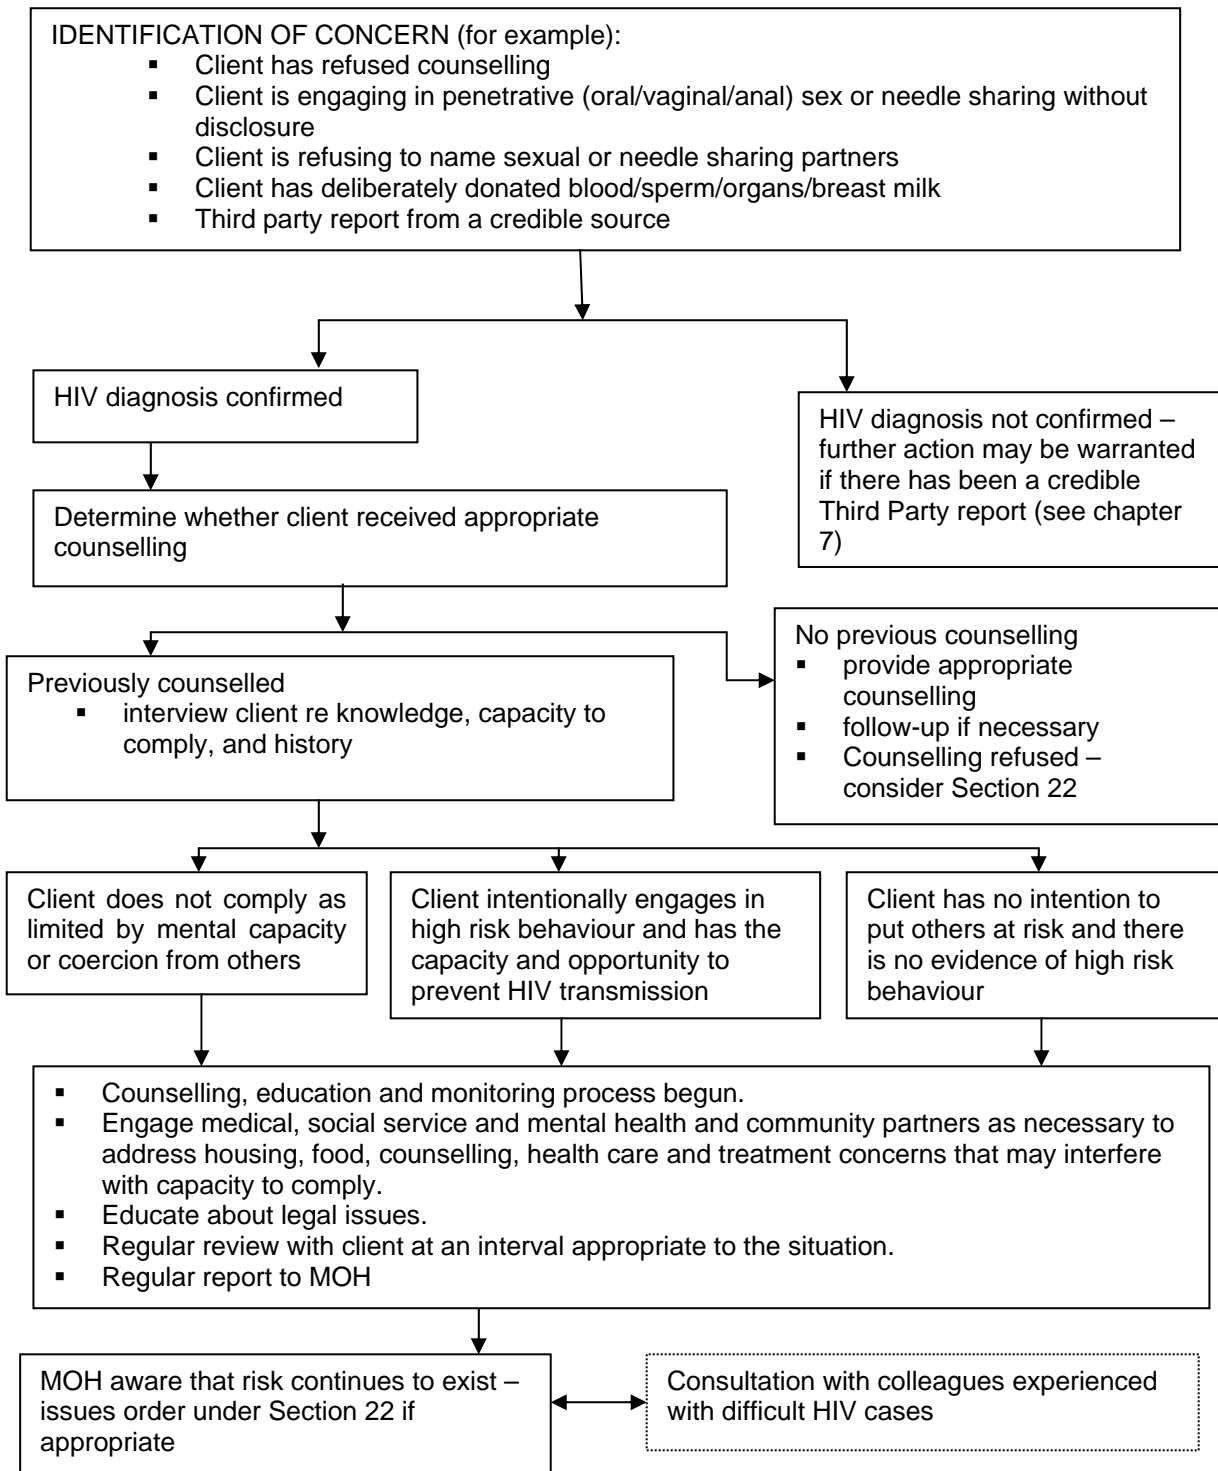 IDENTIFICATION OF CONCERN (for example):
▪ Client has refused counselling
▪ Client is engaging in penetrative (oral/vaginal/anal) sex or needle sharing without
disclosure
▪ Client is refusing to name sexual or needle sharing partners
▪ Client has deliberately donated blood/sperm/organs/breast milk
▪ Third party report from a credible source
HIV diagnosis confirmed
HIV diagnosis not confirmed –
further action may be warranted
if there has been a credible
Third Party report (see chapter
7)
Determine whether client received appropriate
counselling
No previous counselling
▪ provide appropriate
counselling
▪ follow-up if necessary
▪ Counselling refused –
consider Section 22
Previously counselled
▪ interview client re knowledge, capacity to
comply, and history
Client does not comply as
limited by mental capacity
or coercion from others
Client intentionally engages in
high risk behaviour and has the
capacity and opportunity to
prevent HIV transmission
Client has no intention to
put others at risk and there
is no evidence of high risk
behaviour
▪ Counselling, education and monitoring process begun.
▪ Engage medical, social service and mental health and community partners as necessary to
address housing, food, counselling, health care and treatment concerns that may interfere
with capacity to comply.
▪ Educate about legal issues.
▪ Regular review with client at an interval appropriate to the situation.
▪ Regular report to MOH
MOH aware that risk continues to exist –
issues order under Section 22 if
appropriate
Consultation with colleagues experienced
with difficult HIV cases